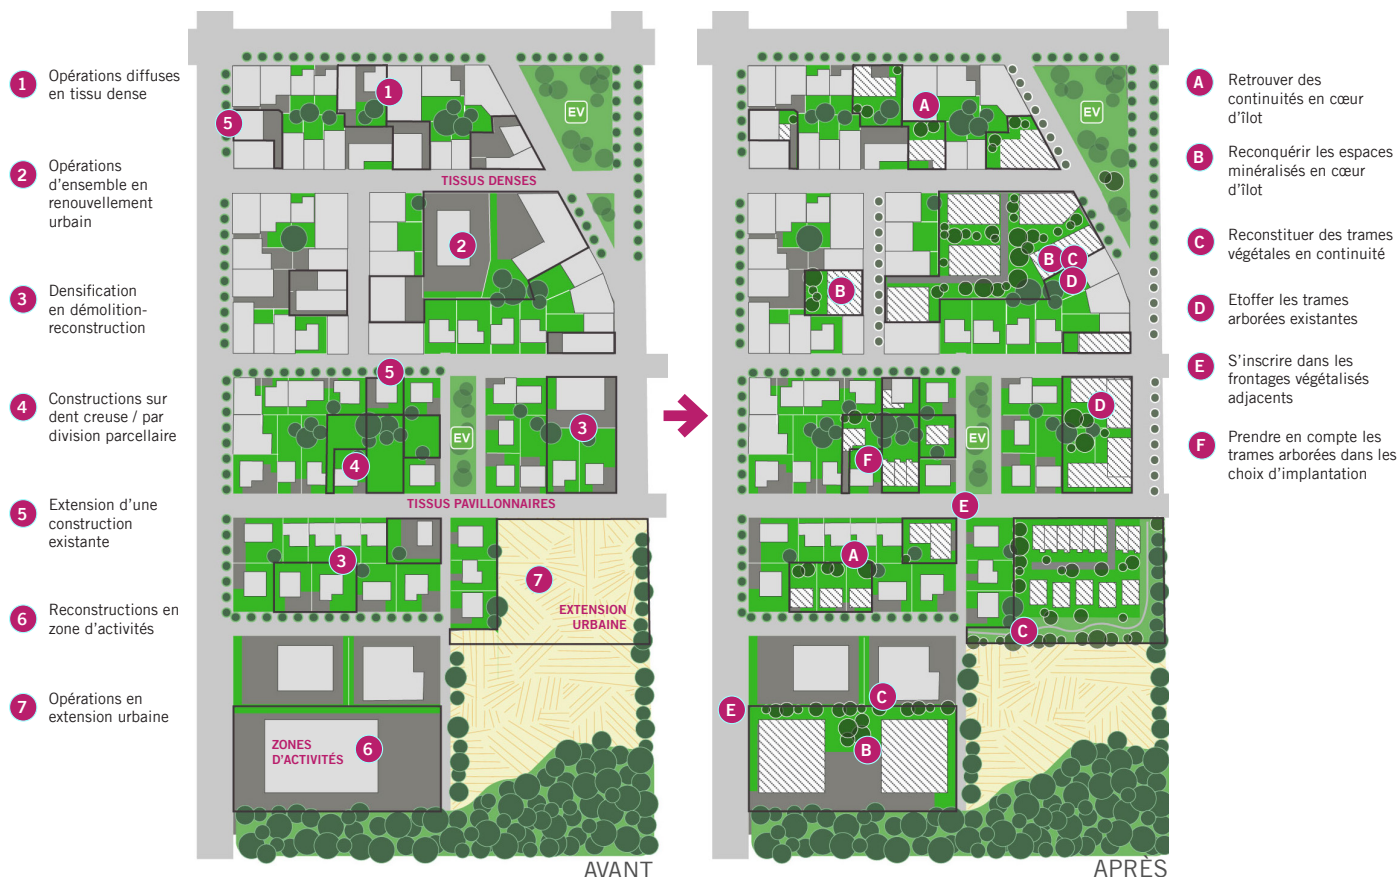 1
Opérations diffuses
en tissu dense
2
Opérations
d'ensemble en
renouvellement
urbain
3
Densification
en démolition-
reconstruction
4
Constructions sur
dent creuse / par
division parcellaire
5
Extension d'une
construction
existante
6
Reconstructions en
zone d'activités
7
Opérations en
extension urbaine
1
5
EV
TISSUS DENSES
2
5
3
EV
4
TISSUS PAVILLONNAIRES
3
7
EXTENSION
URBAINE
ZONES
D'ACTIVITÉS
6
AVANT
A
EV
B
C
D
B
D
EV
F
E
A
C
C
E
B
APRÈS
A
Retrouver des
continuités en cœur
d'îlot
B
Reconquérir les espaces
minéralisés en cœur
d'îlot
C
Reconstituer des trames
végétales en continuité
D
Etoffer les trames
arborées existantes
E
S'inscrire dans les
frontages végétalisés
adjacents
F
Prendre en compte les
trames arborées dans les
choix d'implantation